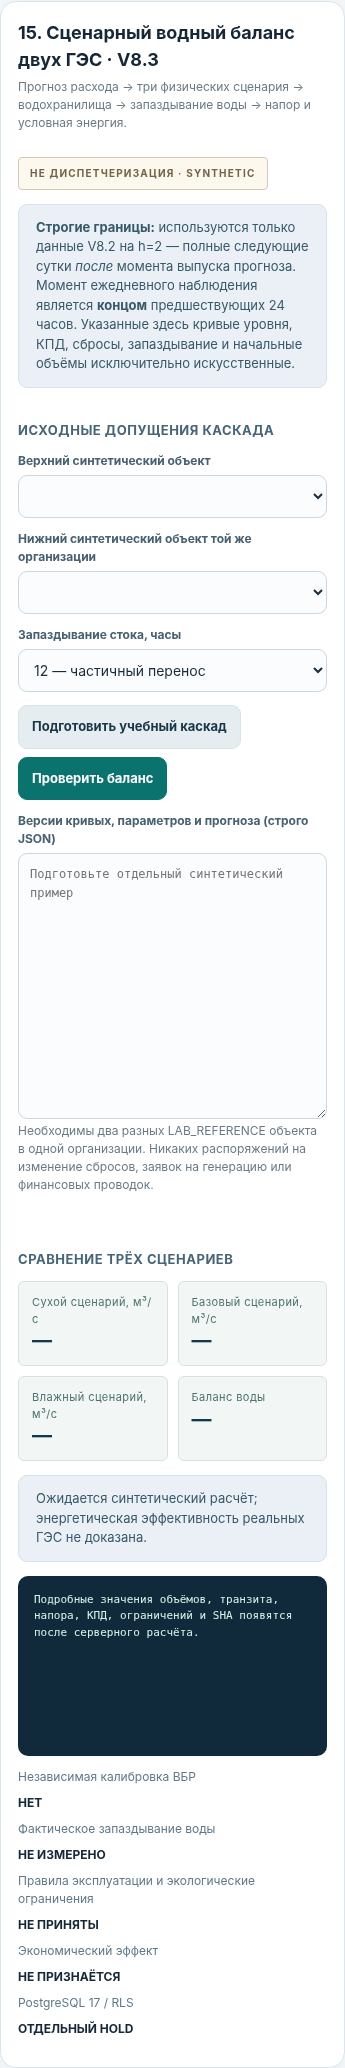 15. Сценарный водный баланс
двух ГЭС · V8.3
Прогноз расхода → три физических сценария →
водохранилища → запаздывание воды → напор и
условная энергия.
НЕ ДИСПЕТЧЕРИЗАЦИЯ · SYNTHETIC
Строгие границы: используются только
данные V8.2 на h=2 — полные следующие
сутки после момента выпуска прогноза.
Момент ежедневного наблюдения
является концом предшествующих 24
часов. Указанные здесь кривые уровня,
КПД, сбросы, запаздывание и начальные
объёмы исключительно искусственные.
ИСХОДНЫЕ ДОПУЩЕНИЯ КАСКАДА
Верхний синтетический объект
Нижний синтетический объект той же
организации
Запаздывание стока, часы
12 — частичный перенос
Подготовить учебный каскад
Проверить баланс
Версии кривых, параметров и прогноза (строго
JSON)
Подготовьте отдельный синтетический
пример
Необходимы два разных LAB_REFERENCE объекта
в одной организации. Никаких распоряжений на
изменение сбросов, заявок на генерацию или
финансовых проводок.
СРАВНЕНИЕ ТРЁХ СЦЕНАРИЕВ
Сухой сценарий, м³/
с
—
Базовый сценарий,
м³/с
—
Влажный сценарий,
м³/с
—
Баланс воды
—
Ожидается синтетический расчёт;
энергетическая эффективность реальных
ГЭС не доказана.
Подробные значения объёмов, транзита,
напора, КПД, ограничений и SHA появятся
после серверного расчёта.
Независимая калибровка ВБР
НЕТ
Фактическое запаздывание воды
НЕ ИЗМЕРЕНО
Правила эксплуатации и экологические
ограничения
НЕ ПРИНЯТЫ
Экономический эффект
НЕ ПРИЗНАЁТСЯ
PostgreSQL 17 / RLS
ОТДЕЛЬНЫЙ HOLD